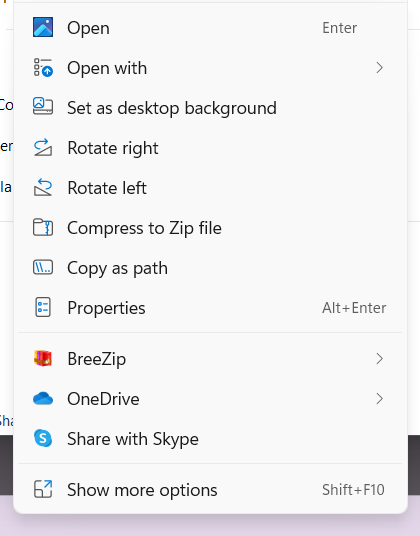 Open Enter
Open with
Set as desktop background
Rotate right
Rotate left
Compress to Zip file
Copy as path
Properties Alt+Enter
BreeZip
OneDrive
Share with Skype
Show more options Shift+F10